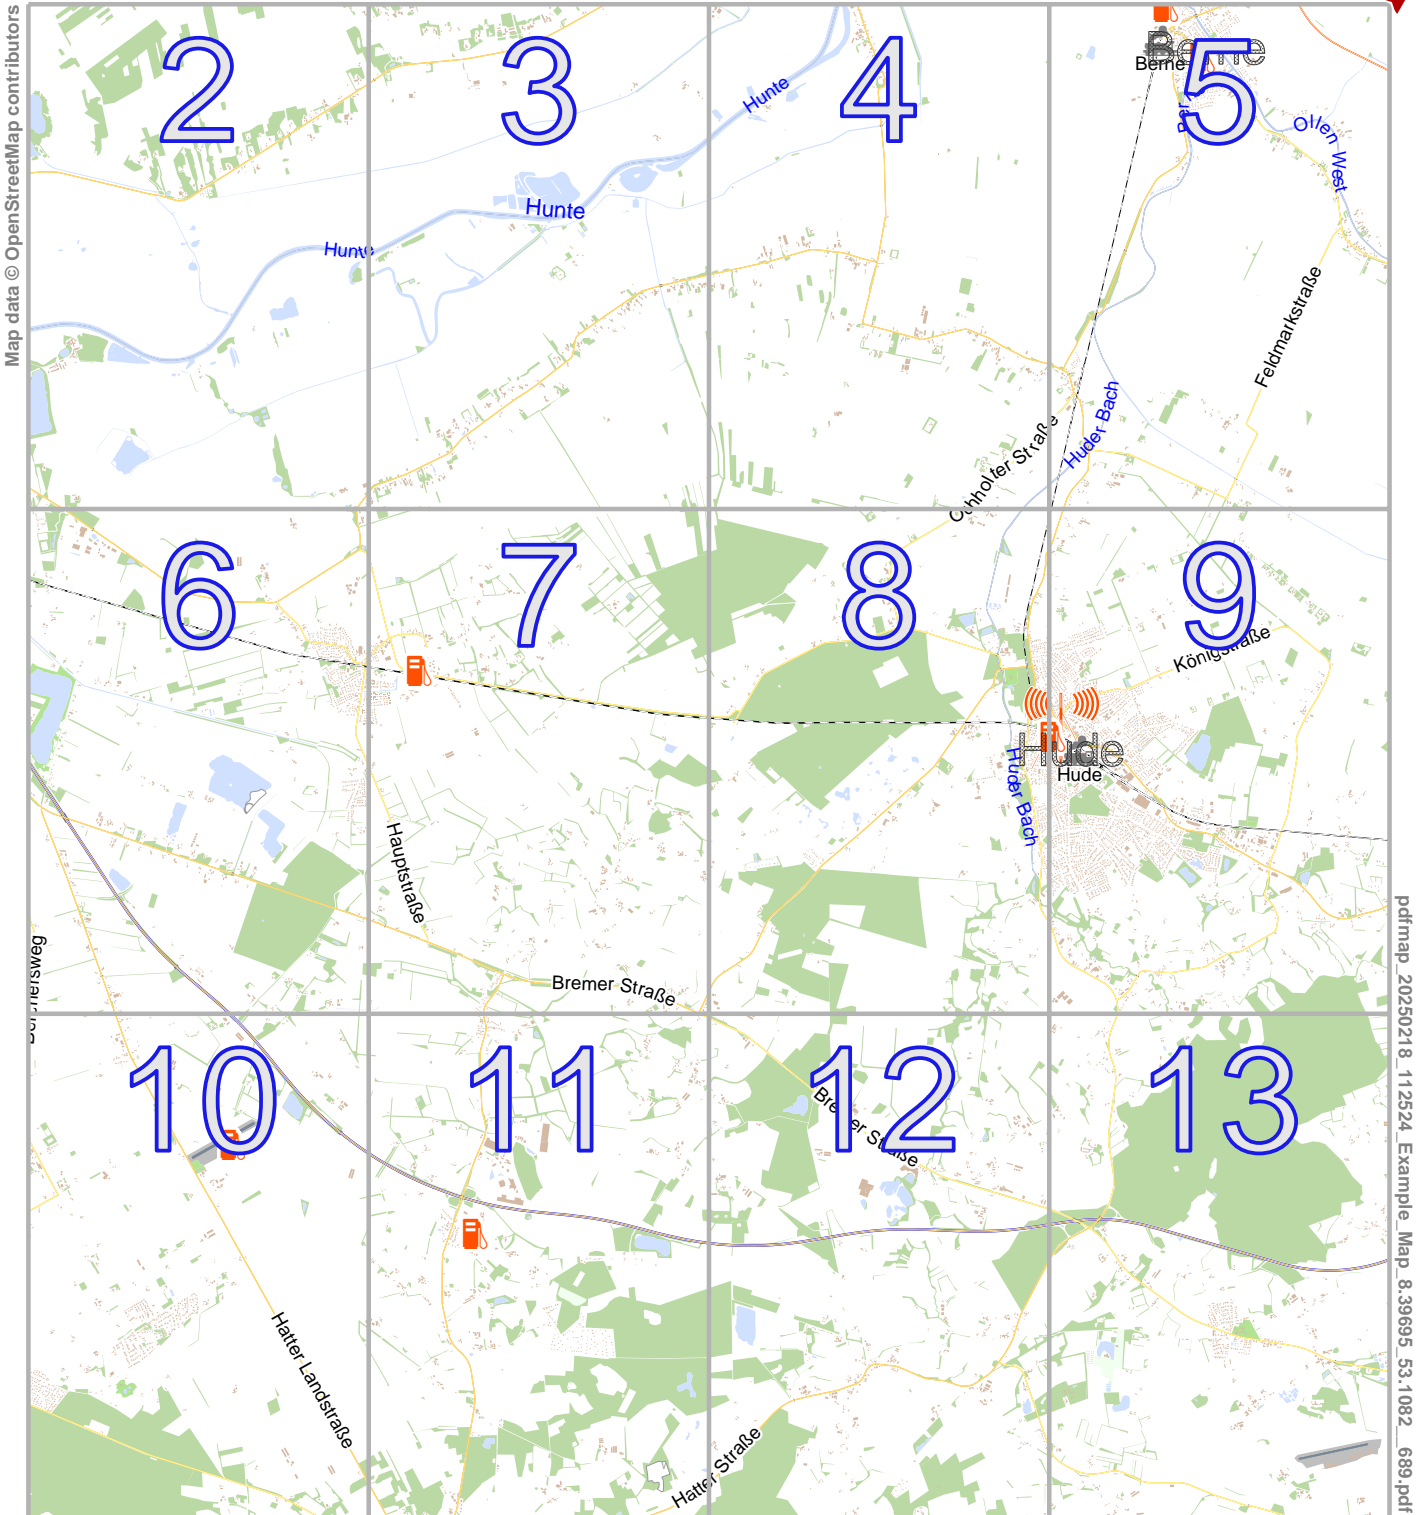 Map data © OpenStreetMap contributors
2
3
4
5
Berne
Berne
Hunte
Ollen West
Hunte
Hunte
Feldmarkstraße
Huder Bach
Ochholter Straße
6
7
8
9
Königstraße
Hude
Hude
Huder Bach
Hauptstraße
Bremer Straße
10
11
12
13
Bremer Straße
Hatter Landstraße
Hatter Straße
pdfmap_20250218_112524_Example_Map_8.39695_53.1082__689.pdf